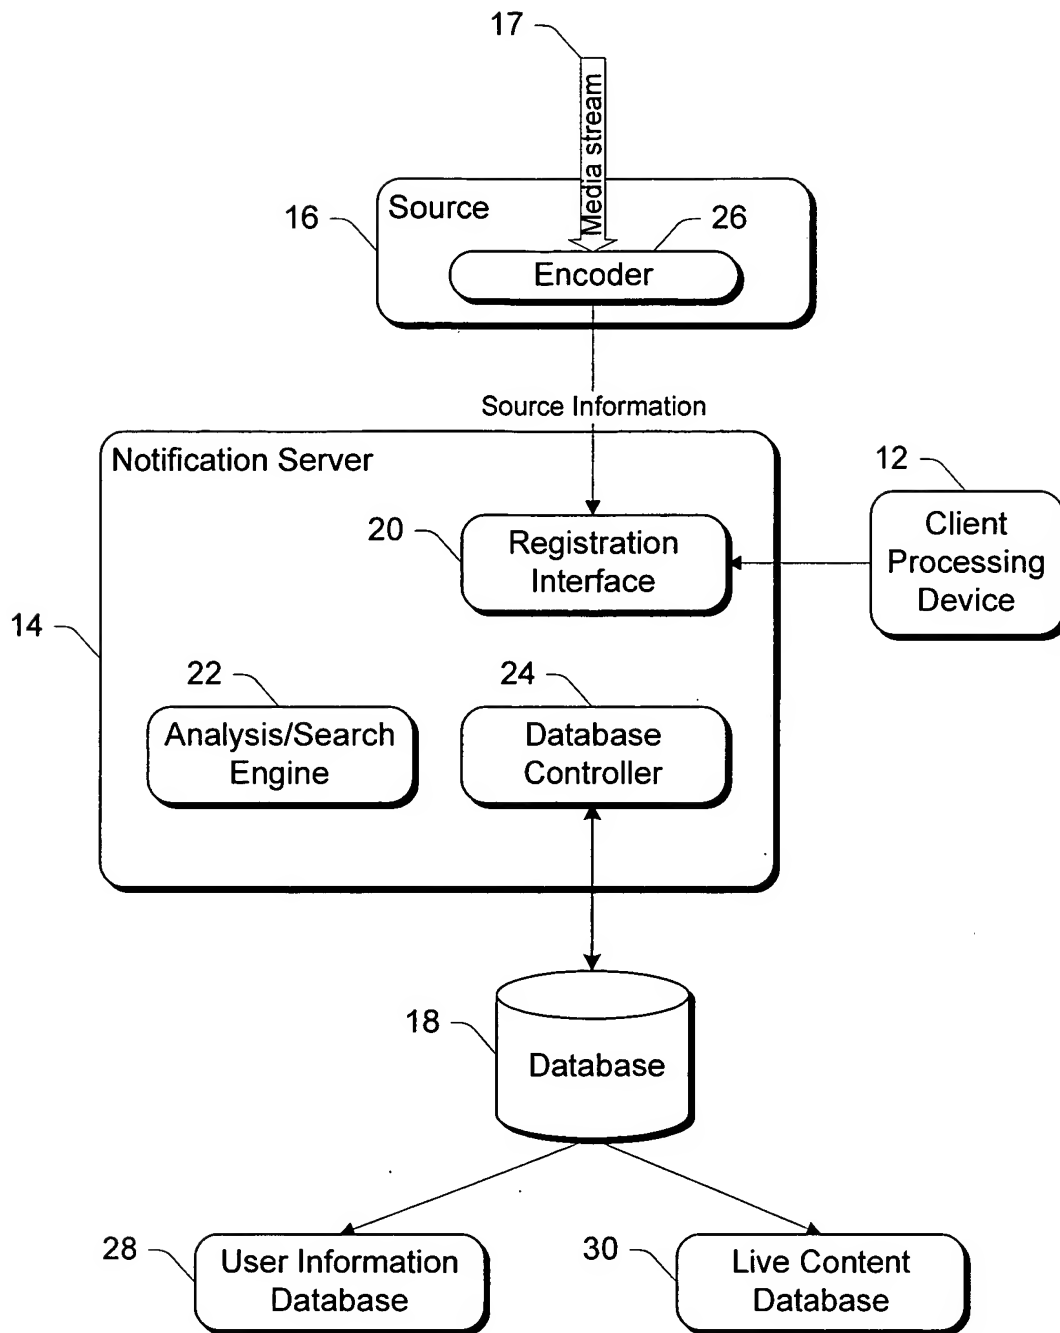 17
Media stream
Source
16
26
Encoder
Source Information
Notification Server
12
20
Registration
Interface
Client
Processing
Device
14
22
24
Analysis/Search
Engine
Database
Controller
18
Database
28
User Information
Database
30
Live Content
Database